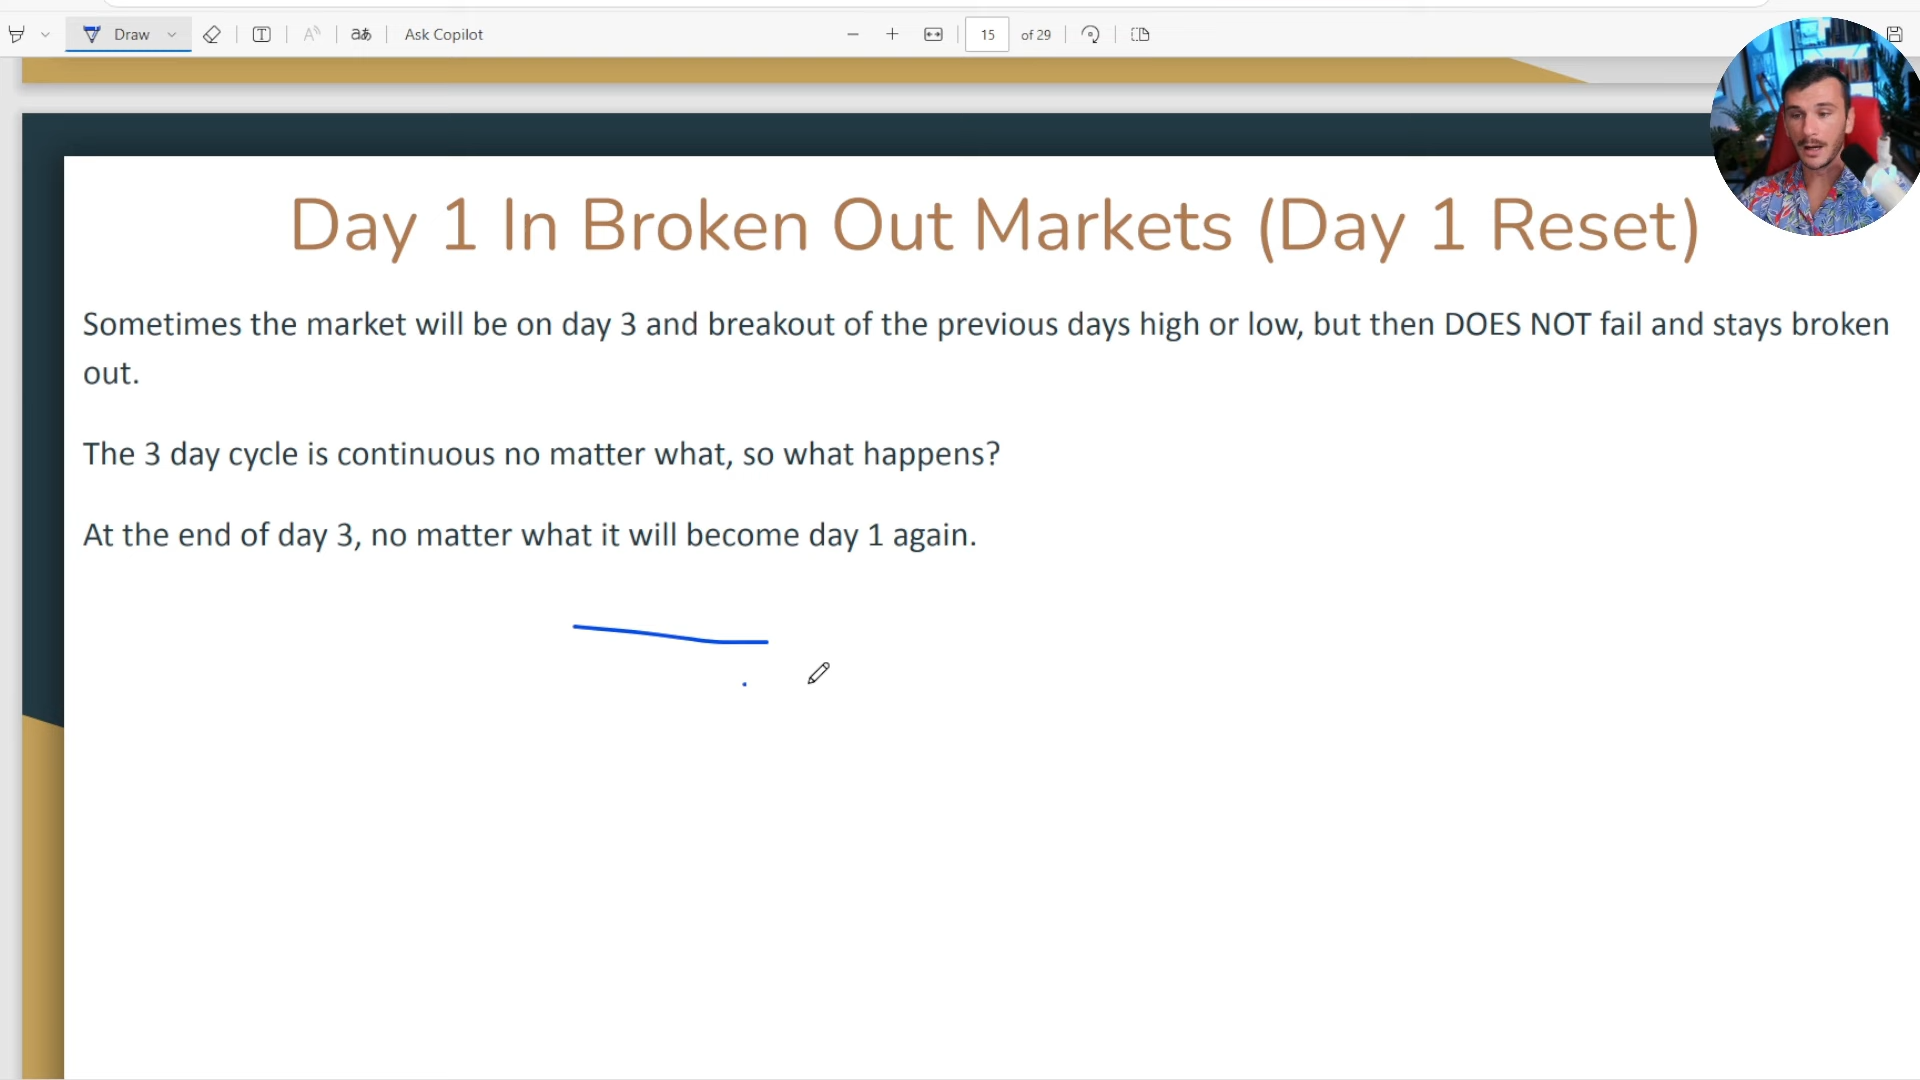 Draw
aあ
Ask Copilot
15 of 29
Day 1 In Broken Out Markets (Day 1 Reset)
Sometimes the market will be on day 3 and breakout of the previous days high or low, but then DOES NOT fail and stays broken
out.
The 3 day cycle is continuous no matter what, so what happens?
At the end of day 3, no matter what it will become day 1 again.